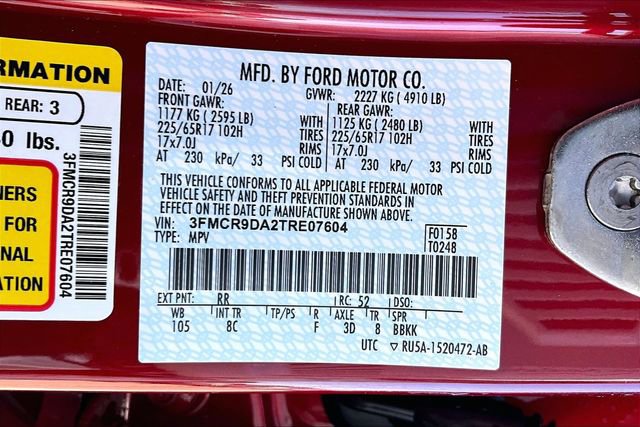 RMATION
REAR: 3
0 lbs.
NERS
FOR
NAL
ATION
3FMCR9DA2TRE07604
MFD. BY FORD MOTOR CO.
DATE: 01/26 GVWR: 2227 KG ( 4910 LB)
FRONT GAWR: REAR GAWR:
1177 KG ( 2595 LB) WITH 1125 KG ( 2480 LB) WITH
225/65R17 102H TIRES 225/65R17 102H TIRES
17x7.0J RIMS 17x7.0J RIMS
AT 230 kPa/ 33 PSI COLD AT 230 kPa/ 33 PSI COLD
THIS VEHICLE CONFORMS TO ALL APPLICABLE FEDERAL MOTOR
VEHICLE SAFETY AND THEFT PREVENTION STANDARDS IN
EFFECT ON THE DATE OF MANUFACTURE SHOWN ABOVE.
VIN: 3FMCR9DA2TRE07604 F0158
TYPE: MPV T0248
EXT PNT: RR RC: 52 DSO:
WB INT TR TP/PS R AXLE TR SPR
105 8C F 3D 8 BBKK
UTC ▽ RU5A-1520472-AB